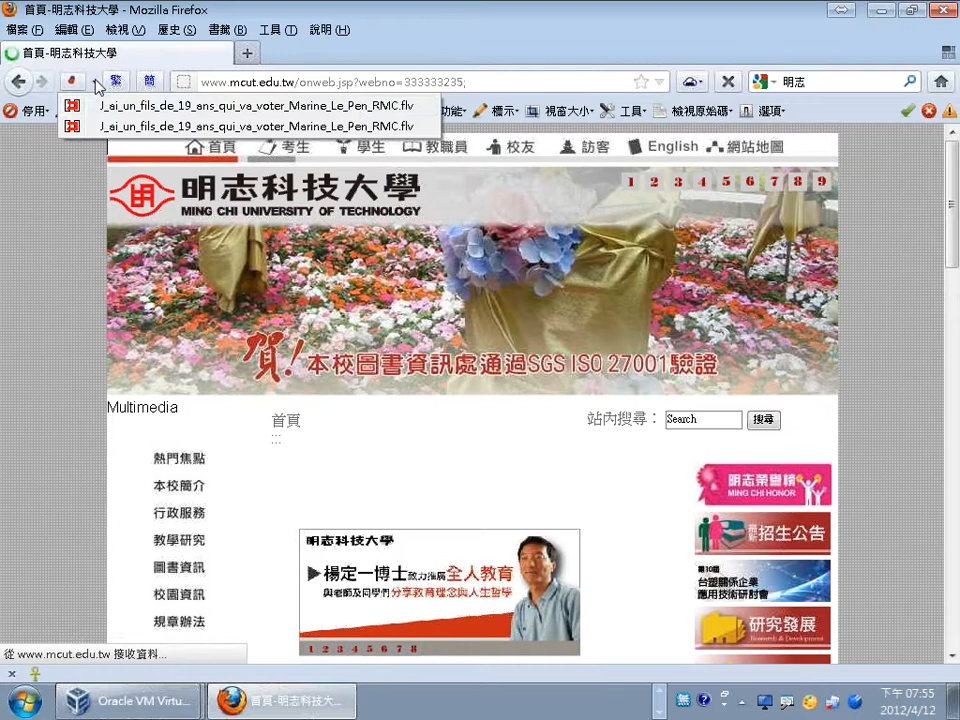 首頁-明志科技大學 - Mozilla Firefox
檔案 (F) 編輯(E) 檢視(V) 歷史(S) 書籤(B) 工具(T) 說明(H)
首頁-明志科技大學
繁 簡 www.mcut.edu.tw/onweb.jsp?webno=333333235; 明志
停用 功能 標示 視窗大小 工具 檢視原始碼 選項
J_ai_un_fils_de_19_ans_qui_va_voter_Marine_Le_Pen_RMC.flv
J_ai_un_fils_de_19_ans_qui_va_voter_Marine_Le_Pen_RMC.flv
首頁 考生 學生 教職員 校友 訪客 English 網站地圖
明志科技大學
MING CHI UNIVERSITY OF TECHNOLOGY
1 2 3 4 5 6 7 8 9
賀!本校圖書資訊處通過SGS ISO 27001驗證
Multimedia
首頁
:::
站內搜尋： Search 搜尋
熱門焦點
本校簡介
行政服務
教學研究
圖書資訊
校園資訊
規章辦法
明志科技大學
楊定一博士致力推廣全人教育
與老師及同學們分享教育理念與人生哲學
1 2 3 4 5 6 7 8
明志榮譽榜
MING CHI HONOR
最新招生公告
第10屆
台塑關係企業
應用技術研討會
研究發展
Research & Development
從 www.mcut.edu.tw 接收資料...
Oracle VM Virtu...
首頁-明志科技大...
下午 07:55
2012/4/12